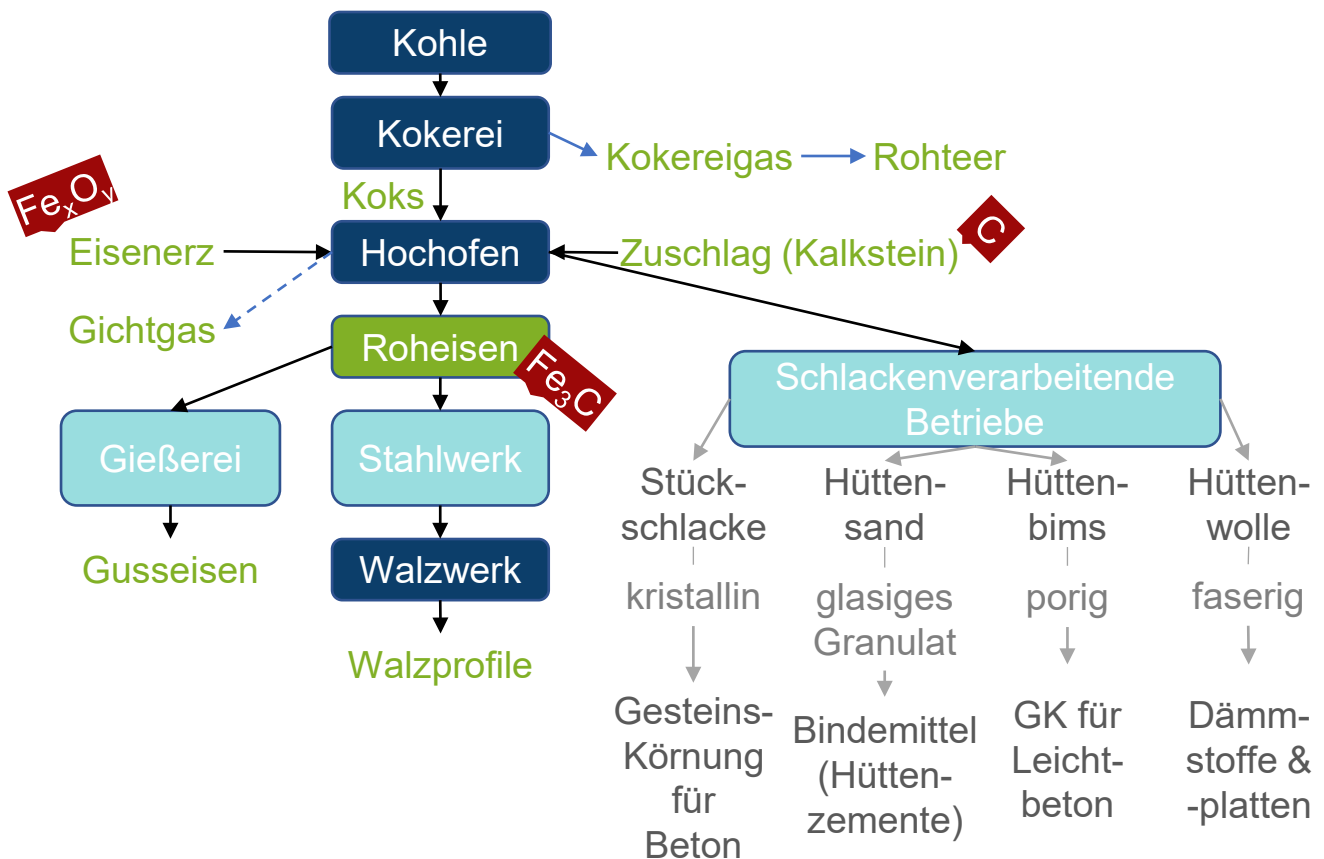 Kohle
Kokerei
Kokereigas
Rohteer
Koks
FeₓOᵧ
Eisenerz
Hochofen
Zuschlag (Kalkstein)
C
Gichtgas
Roheisen
Fe₃C
Schlackenverarbeitende
Betriebe
Gießerei
Stahlwerk
Gusseisen
Walzwerk
Walzprofile
Stück-
schlacke
kristallin
Gesteins-
Körnung
für
Beton
Hütten-
sand
glasiges
Granulat
Bindemittel
(Hütten-
zemente)
Hütten-
bims
porig
GK für
Leicht-
beton
Hütten-
wolle
faserig
Dämm-
stoffe &
-platten